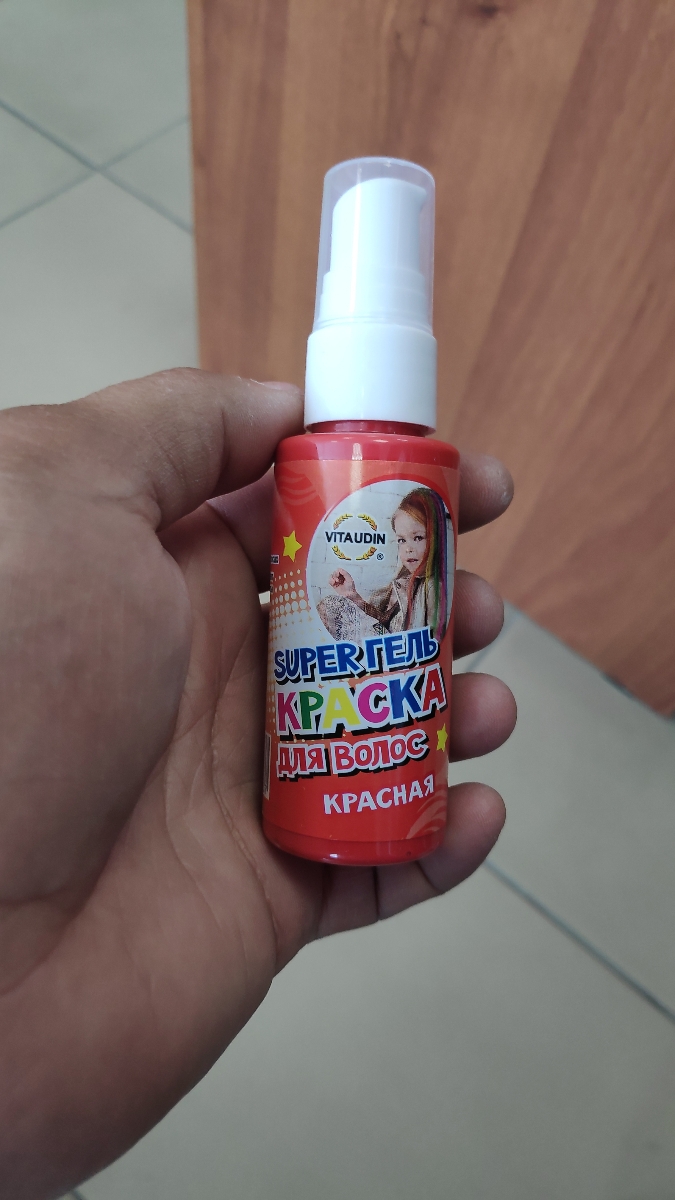 VITAUDIN
®
SUPER ГЕЛЬ
КРАСКА
ДЛЯ ВОЛОС
КРАСНАЯ